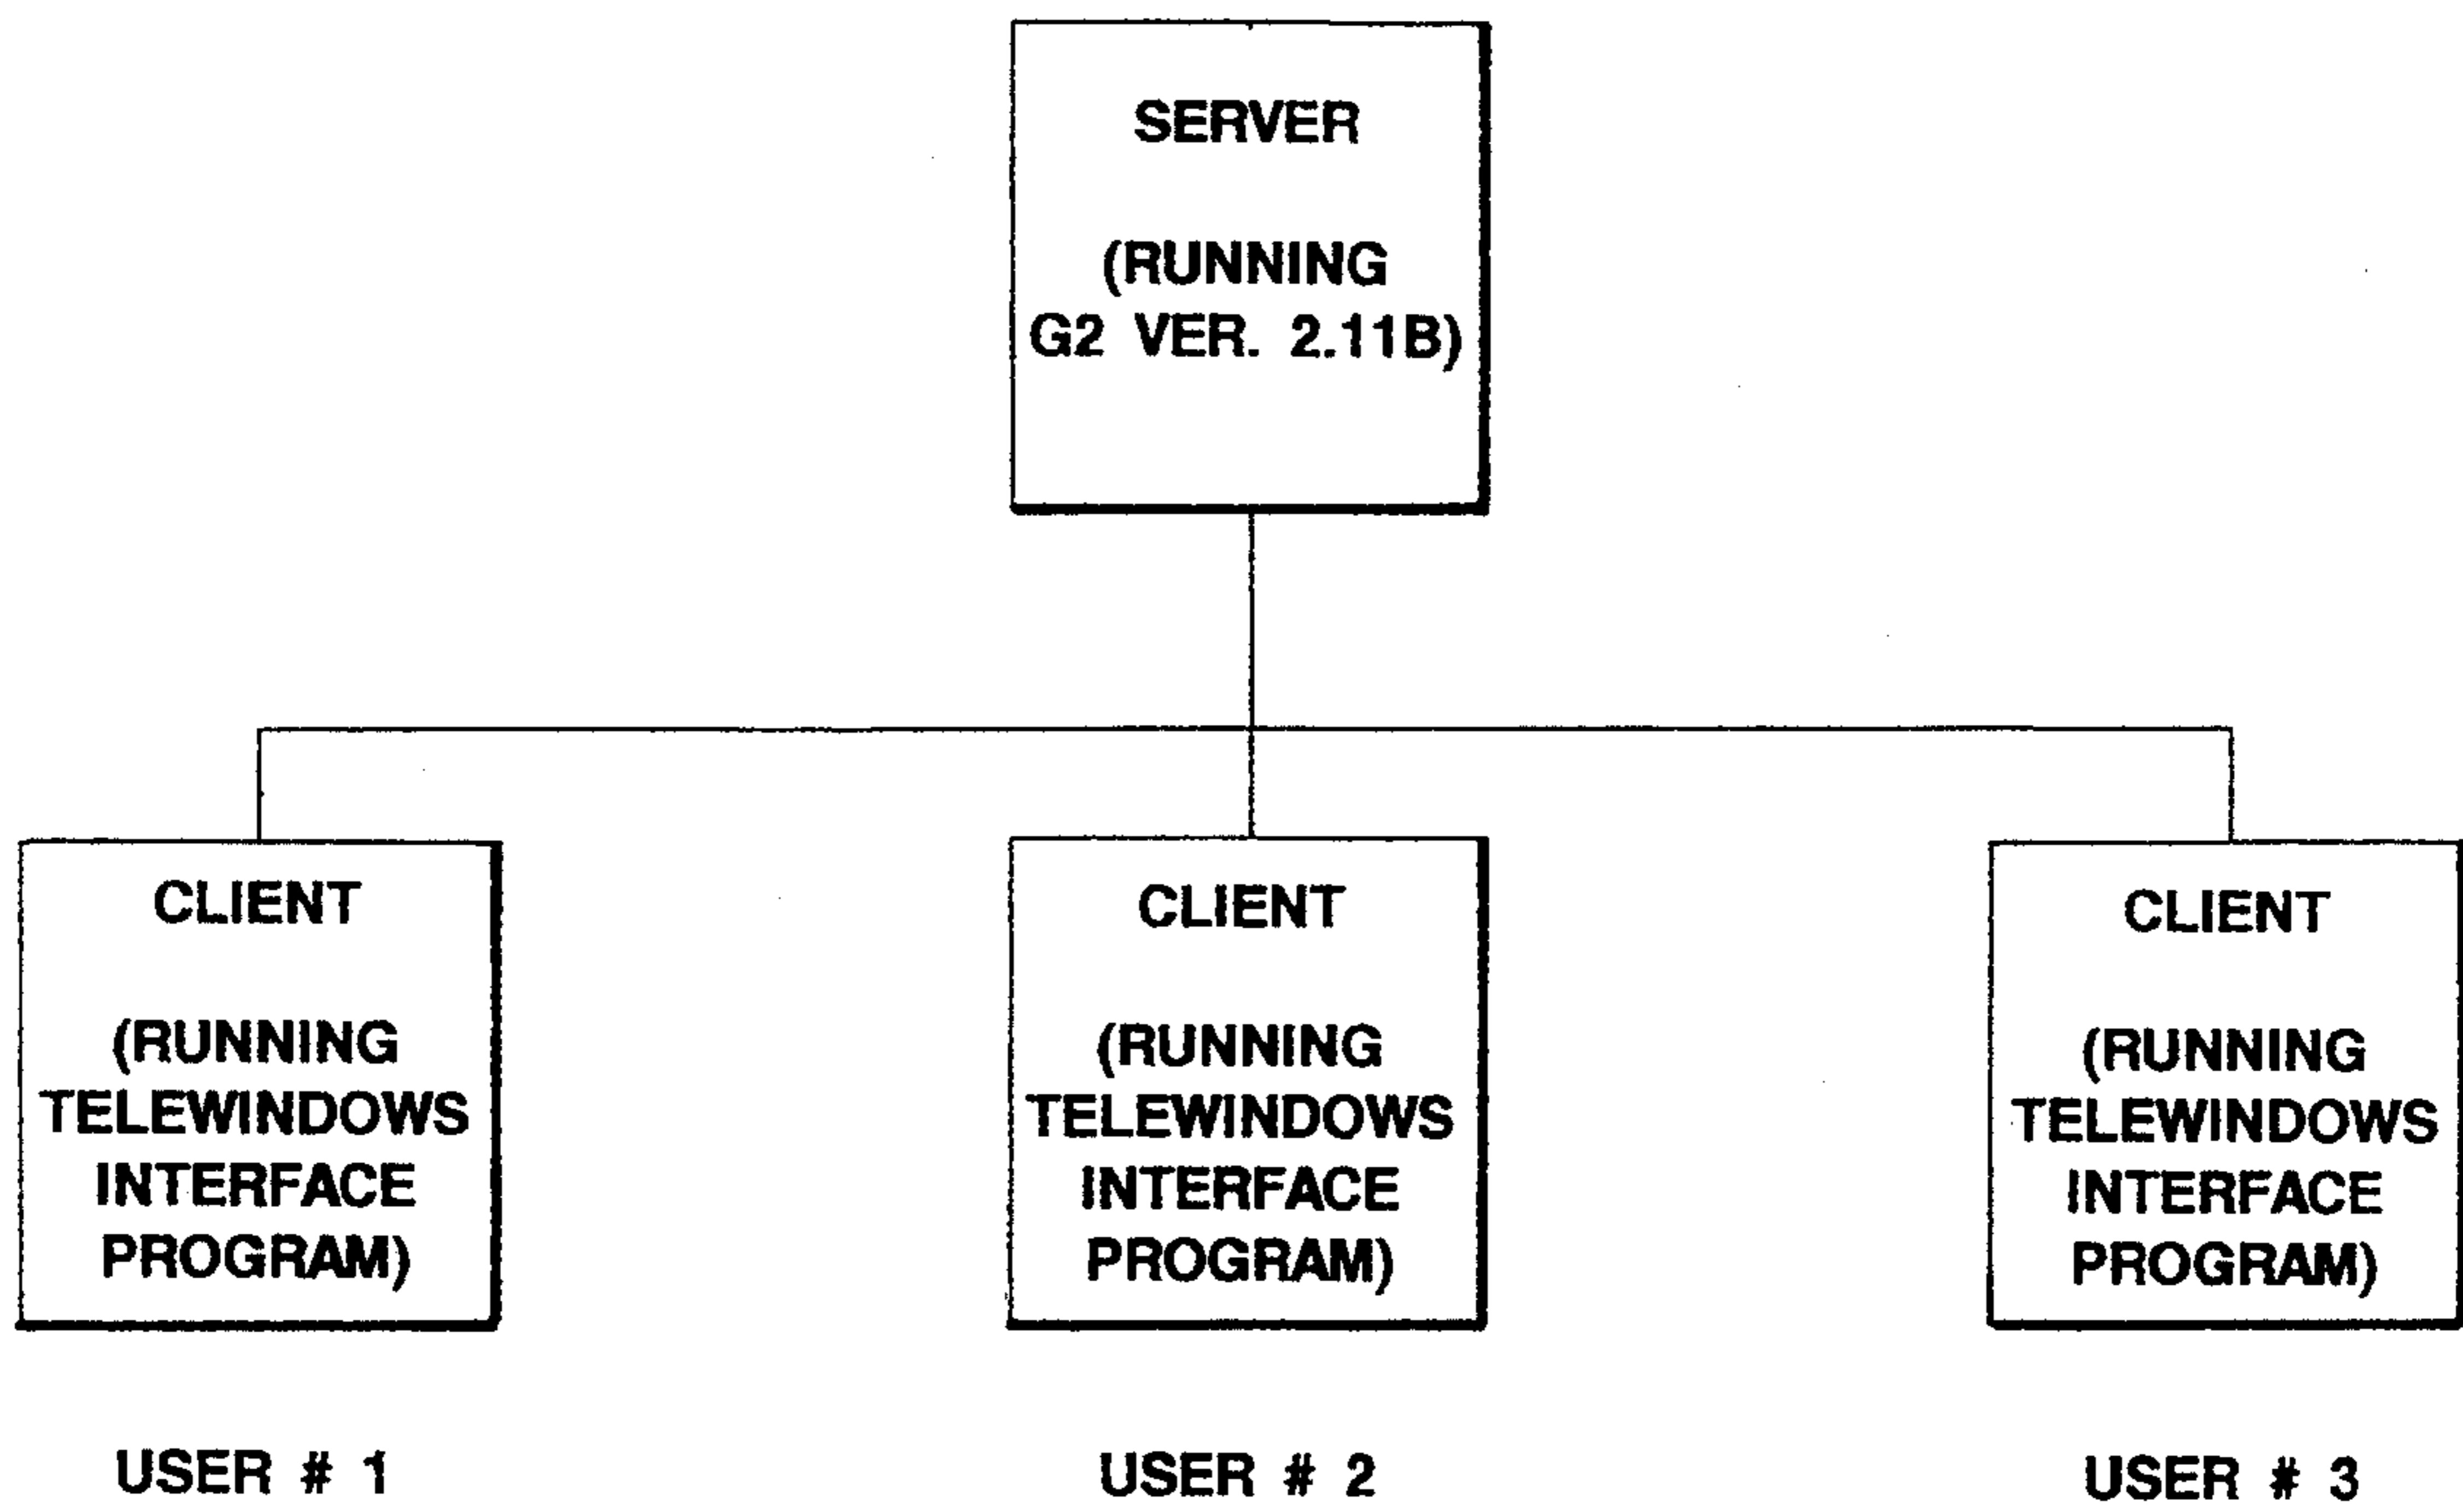 SERVER
(RUNNING
G2 VER. 2.11B)
CLIENT
(RUNNING
TELEWINDOWS
INTERFACE
PROGRAM)
USER # 1
CLIENT
(RUNNING
TELEWINDOWS
INTERFACE
PROGRAM)
USER # 2
CLIENT
(RUNNING
TELEWINDOWS
INTERFACE
PROGRAM)
USER # 3